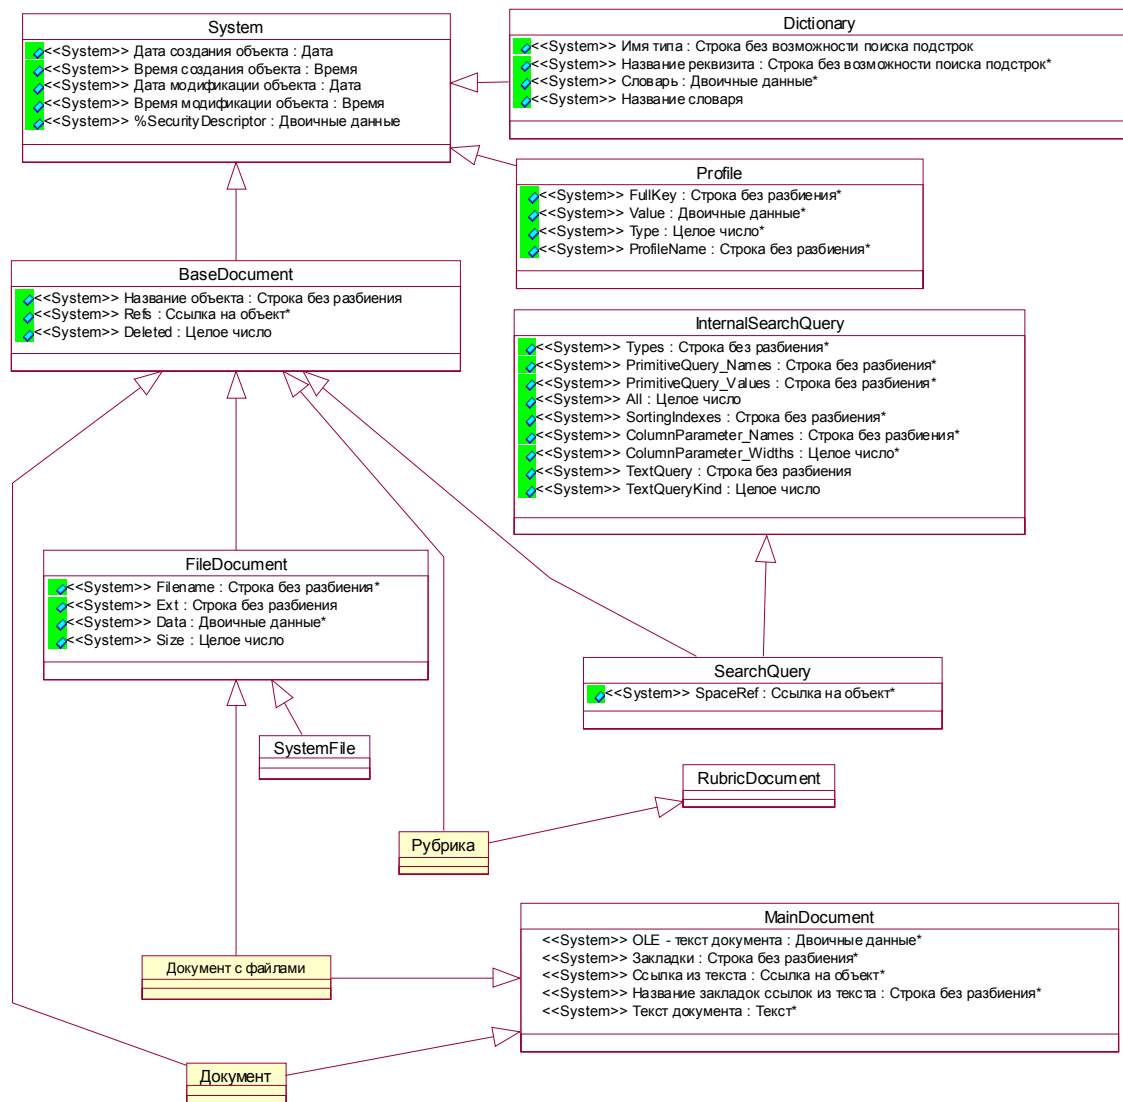 System
<<System>> Дата создания объекта : Дата
<<System>> Время создания объекта : Время
<<System>> Дата модификации объекта : Дата
<<System>> Время модификации объекта : Время
<<System>> %SecurityDescriptor : Двоичные данные
Dictionary
<<System>> Имя типа : Строка без возможности поиска подстрок
<<System>> Название реквизита : Строка без возможности поиска подстрок*
<<System>> Словарь : Двоичные данные*
<<System>> Название словаря
Profile
<<System>> FullKey : Строка без разбиения*
<<System>> Value : Двоичные данные*
<<System>> Type : Целое число*
<<System>> ProfileName : Строка без разбиения*
BaseDocument
<<System>> Название объекта : Строка без разбиения
<<System>> Refs : Ссылка на объект*
<<System>> Deleted : Целое число
InternalSearchQuery
<<System>> Types : Строка без разбиения*
<<System>> PrimitiveQuery_Names : Строка без разбиения*
<<System>> PrimitiveQuery_Values : Строка без разбиения*
<<System>> All : Целое число
<<System>> SortingIndexes : Строка без разбиения*
<<System>> ColumnParameter_Names : Строка без разбиения*
<<System>> ColumnParameter_Widths : Целое число*
<<System>> TextQuery : Строка без разбиения
<<System>> TextQueryKind : Целое число
FileDocument
<<System>> Filename : Строка без разбиения*
<<System>> Ext : Строка без разбиения
<<System>> Data : Двоичные данные*
<<System>> Size : Целое число
SearchQuery
<<System>> SpaceRef : Ссылка на объект*
SystemFile
RubricDocument
Рубрика
MainDocument
<<System>> OLE - текст документа : Двоичные данные*
<<System>> Закладки : Строка без разбиения*
<<System>> Ссылка из текста : Ссылка на объект*
<<System>> Название закладок ссылок из текста : Строка без разбиения*
<<System>> Текст документа : Текст*
Документ с файлами
Документ